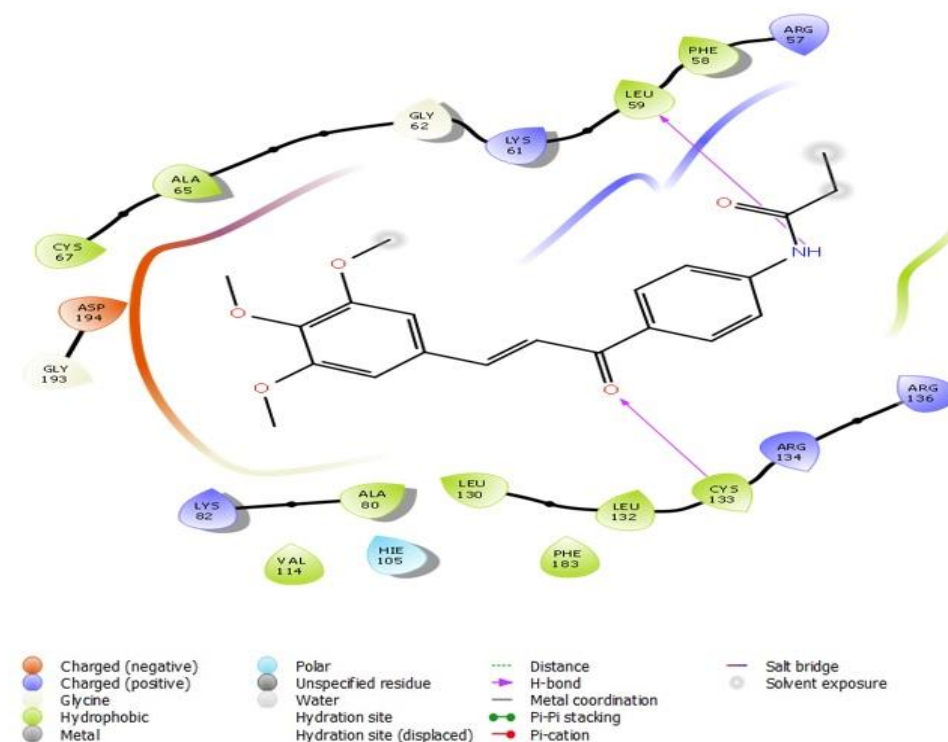 ARG
57
PHE
58
LEU
59
GLY
62
LYS
61
ALA
65
CYS
67
ASP
194
GLY
193
O
O
O
O
NH
O
ARG
136
ARG
134
CYS
133
LEU
132
LEU
130
ALA
80
LYS
82
VAL
114
HIE
105
PHE
183
Charged (negative)
Charged (positive)
Glycine
Hydrophobic
Metal
Polar
Unspecified residue
Water
Hydration site
Hydration site (displaced)
Distance
H-bond
Metal coordination
Pi-Pi stacking
Pi-cation
Salt bridge
Solvent exposure